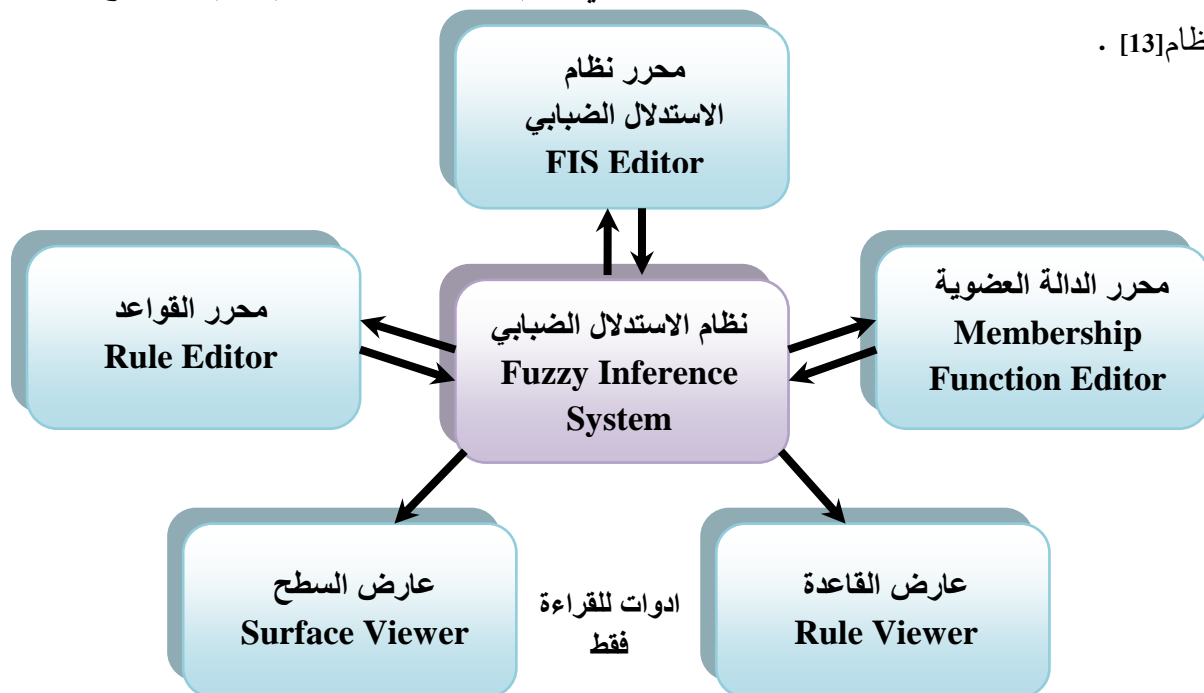 [13] .
محرر نظام
الاستدلال الضبابي
FIS Editor
محرر القواعد
Rule Editor
نظام الاستدلال الضبابي
Fuzzy Inference
System
محرر الدالة العضوية
Membership
Function Editor
عارض السطح
Surface Viewer
ادوات للقراءة
فقط
عارض القاعدة
Rule Viewer